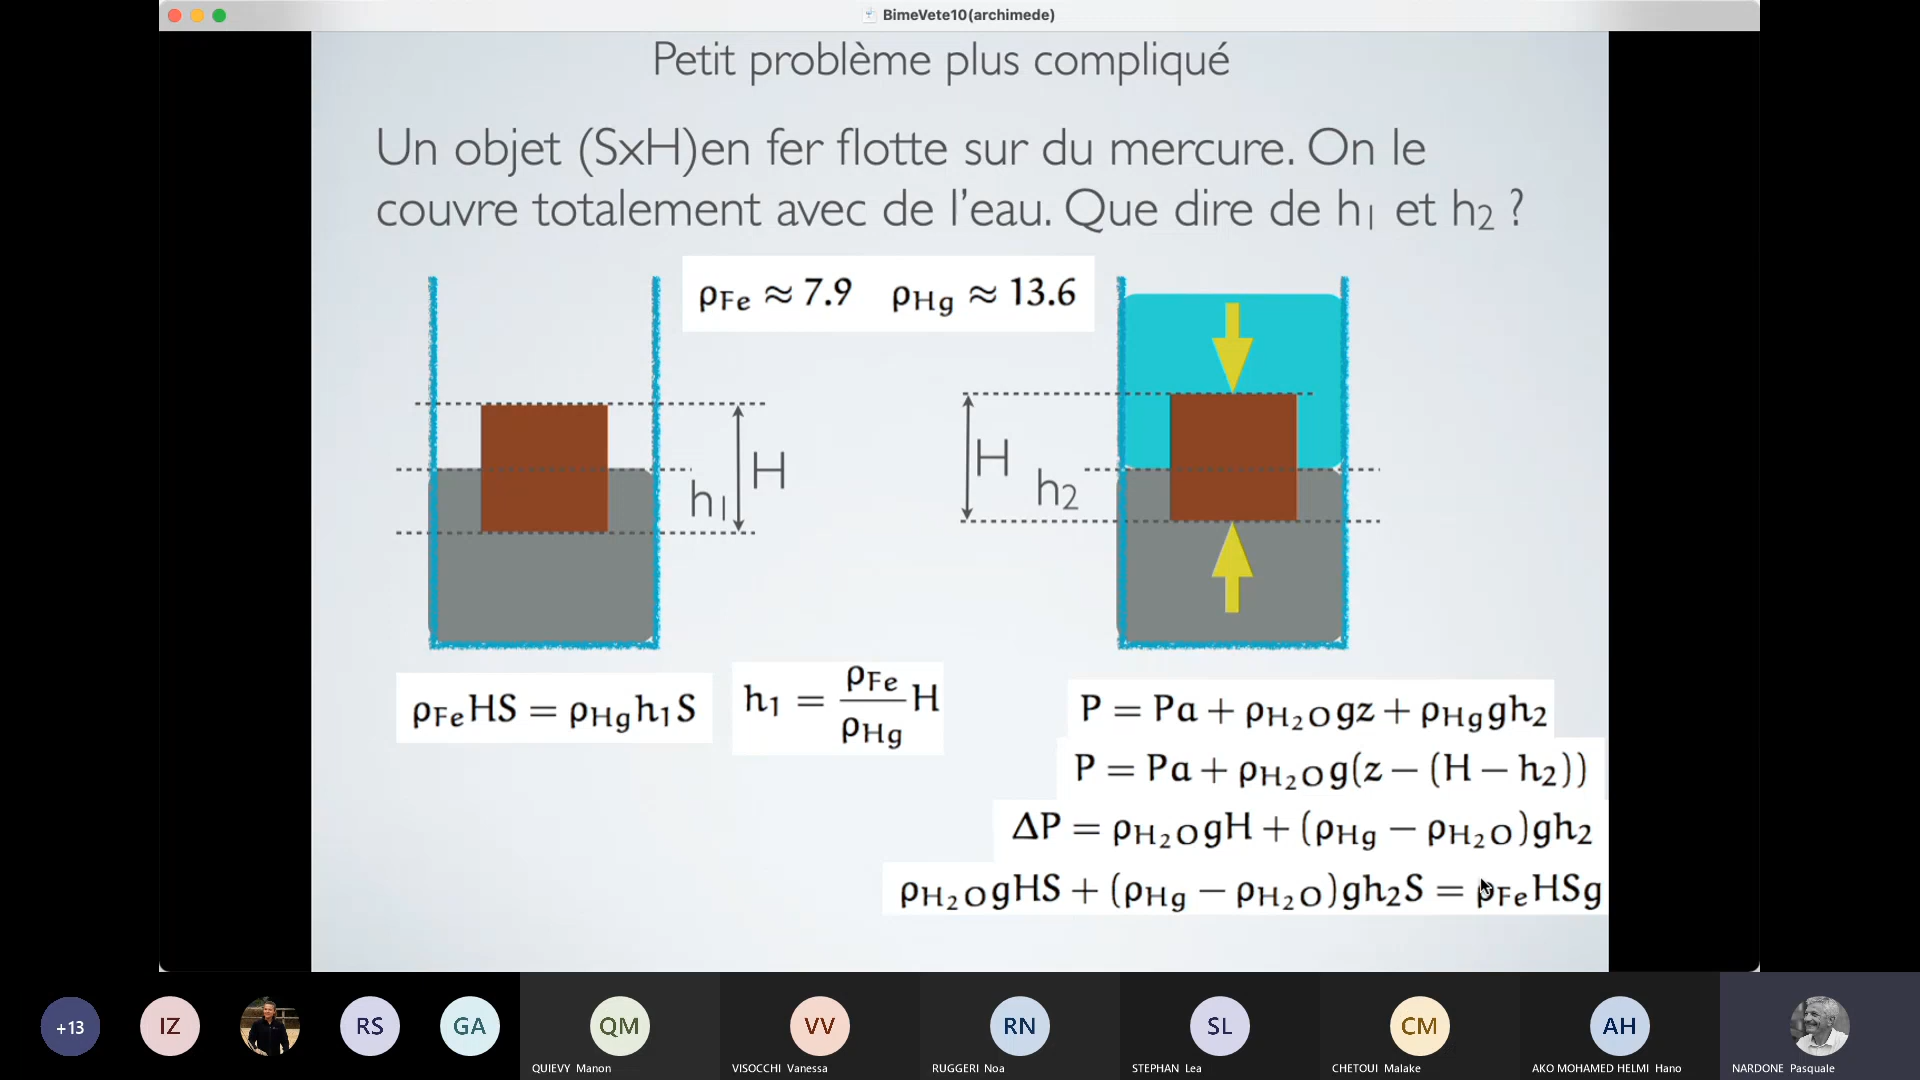 BimeVete10(archimede)
Petit problème plus compliqué
Un objet (SxH)en fer flotte sur du mercure. On le
couvre totalement avec de l'eau. Que dire de h₁ et h₂ ?
ρFe ≈ 7.9 ρHg ≈ 13.6
H
h₁
H
h₂
ρFeHS = ρHgh₁S
h₁ = ρFe/ρHg H
P = Pa + ρH₂Ogz + ρHggh₂
P = Pa + ρH₂Og(z − (H − h₂))
ΔP = ρH₂OgH + (ρHg − ρH₂O)gh₂
ρH₂OgHS + (ρHg − ρH₂O)gh₂S = ρFeHSg
+13
IZ
RS
GA
QM
VV
RN
SL
CM
AH
QUIEVY Manon
VISOCCHI Vanessa
RUGGERI Noa
STEPHAN Lea
CHETOUI Malake
AKO MOHAMED HELMI Hano
NARDONE Pasquale